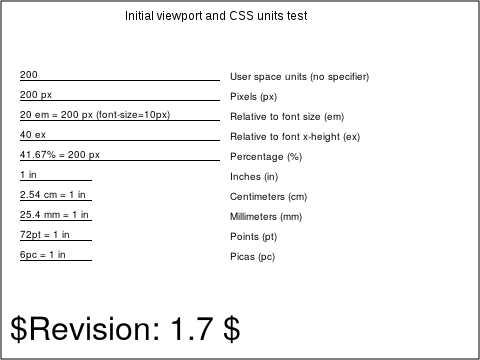 Initial viewport and CSS units test
200 User space units (no specifier)
200 px Pixels (px)
20 em = 200 px (font-size=10px) Relative to font size (em)
40 ex Relative to font x-height (ex)
41.67% = 200 px Percentage (%)
1 in Inches (in)
2.54 cm = 1 in Centimeters (cm)
25.4 mm = 1 in Millimeters (mm)
72pt = 1 in Points (pt)
6pc = 1 in Picas (pc)
$Revision: 1.7 $